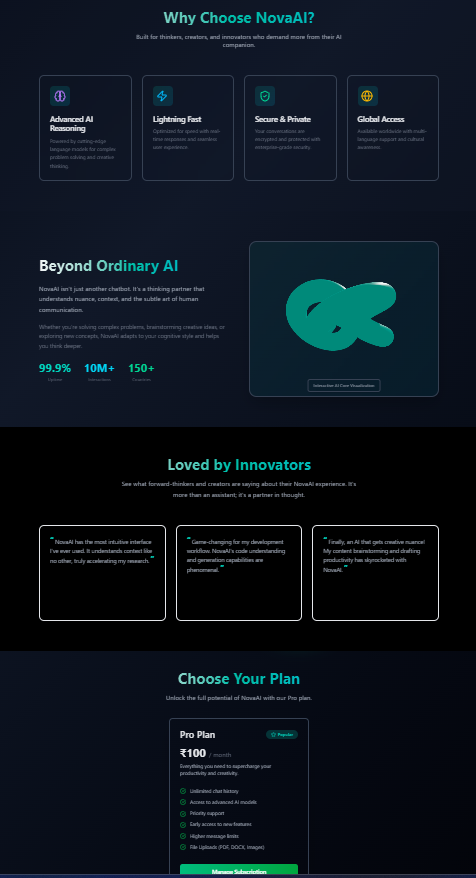 Why Choose NovaAI?
Built for thinkers, creators, and innovators who demand more from their AI
companion.
Advanced AI
Reasoning
Powered by cutting-edge
language models for complex
problem-solving and creative
thinking.
Lightning Fast
Optimized for speed with real-
time responses and seamless
user experience.
Secure & Private
Your conversations are
encrypted and protected with
enterprise-grade security.
Global Access
Available worldwide with multi-
language support and cultural
awareness.
Beyond Ordinary AI
NovaAI isn't just another chatbot. It's a thinking partner that
understands nuance, context, and the subtle art of human
communication.
Whether you're solving complex problems, brainstorming creative ideas, or
exploring new concepts, NovaAI adapts to your cognitive style and helps
you think deeper.
99.9%
Uptime
10M+
Interactions
150+
Countries
Interactive AI Core Visualization
Loved by Innovators
See what forward-thinkers and creators are saying about their NovaAI experience. It's
more than an assistant; it's a partner in thought.
"NovaAI has the most intuitive interface
I've ever used. It understands context like
no other, truly accelerating my research."
"Game-changing for my development
workflow. NovaAI's code understanding
and generation capabilities are
phenomenal."
"Finally, an AI that gets creative nuance!
My content brainstorming and drafting
productivity has skyrocketed with
NovaAI."
Choose Your Plan
Unlock the full potential of NovaAI with our Pro plan.
Pro Plan
Popular
₹100 / month
Everything you need to supercharge your
productivity and creativity.
Unlimited chat history
Access to advanced AI models
Priority support
Early access to new features
Higher message limits
File Uploads (PDF, DOCX, Images)
Manage Subscription